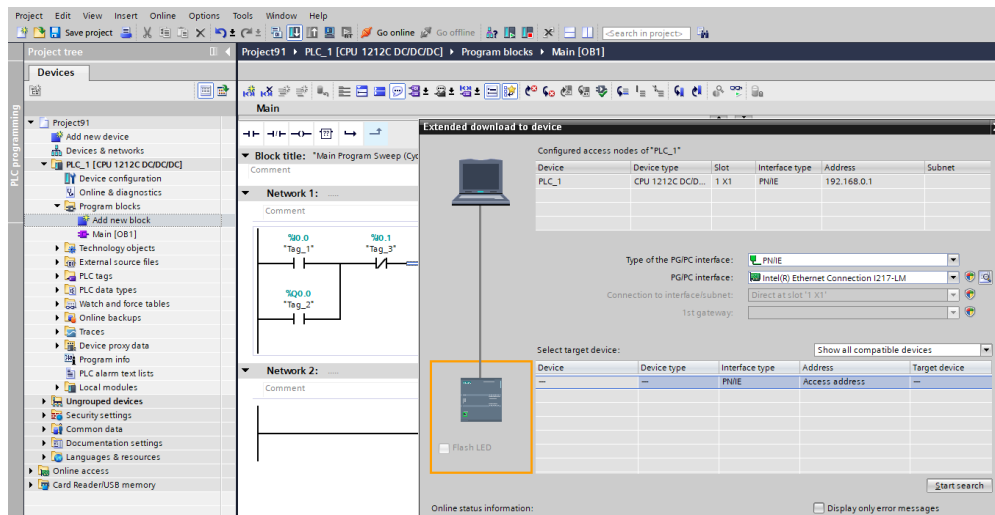 Project Edit View Insert Online Options Tools Window Help
Save project Go online Go offline <Search in project>
Project tree
Project91 PLC_1 [CPU 1212C DC/DC/DC] Program blocks Main [OB1]
Devices
PLC programming
Project91
Add new device
Devices & networks
PLC_1 [CPU 1212C DC/DC/DC]
Device configuration
Online & diagnostics
Program blocks
Add new block
Main [OB1]
Technology objects
External source files
PLC tags
PLC data types
Watch and force tables
Online backups
Traces
Device proxy data
Program info
PLC alarm text lists
Local modules
Ungrouped devices
Security settings
Common data
Documentation settings
Languages & resources
Online access
Card Reader/USB memory
Main
??
Block title: "Main Program Sweep (Cyc
Comment
Network 1: .....
Comment
%I0.0 %I0.1
"Tag_1" "Tag_3"
%Q0.0
"Tag_2"
Network 2: .....
Comment
Extended download to device
Configured access nodes of "PLC_1"
Device Device type Slot Interface type Address Subnet
PLC_1 CPU 1212C DC/D... 1 X1 PN/IE 192.168.0.1
Type of the PG/PC interface: PN/IE
PG/PC interface: Intel(R) Ethernet Connection I217-LM
Connection to interface/subnet: Direct at slot '1 X1'
1st gateway:
Select target device: Show all compatible devices
Device Device type Interface type Address Target device
— — PN/IE Access address —
Flash LED
Start search
Online status information: Display only error messages